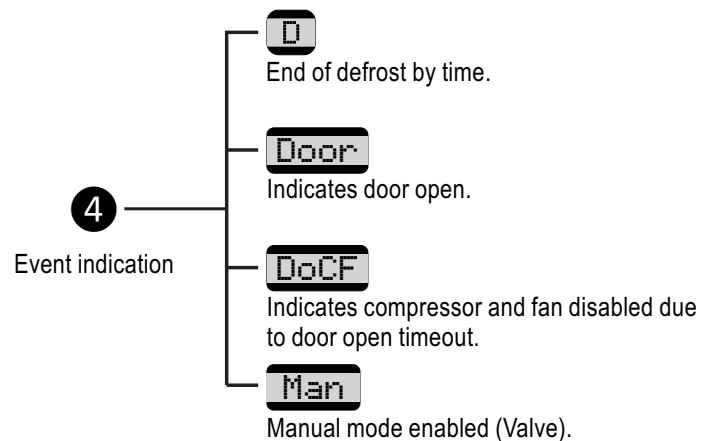 D
End of defrost by time.
Door
Indicates door open.
4
Event indication
DoCF
Indicates compressor and fan disabled due
to door open timeout.
Man
Manual mode enabled (Valve).